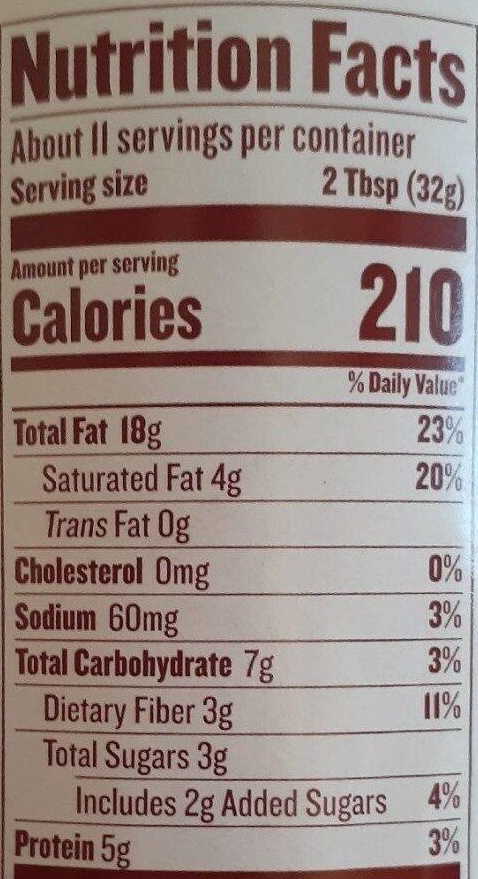 Nutrition Facts
About 11 servings per container
Serving size 2 Tbsp (32g)
Amount per serving
Calories 210
% Daily Value*
Total Fat 18g 23%
Saturated Fat 4g 20%
Trans Fat 0g
Cholesterol 0mg 0%
Sodium 60mg 3%
Total Carbohydrate 7g 3%
Dietary Fiber 3g 11%
Total Sugars 3g
Includes 2g Added Sugars 4%
Protein 5g 3%